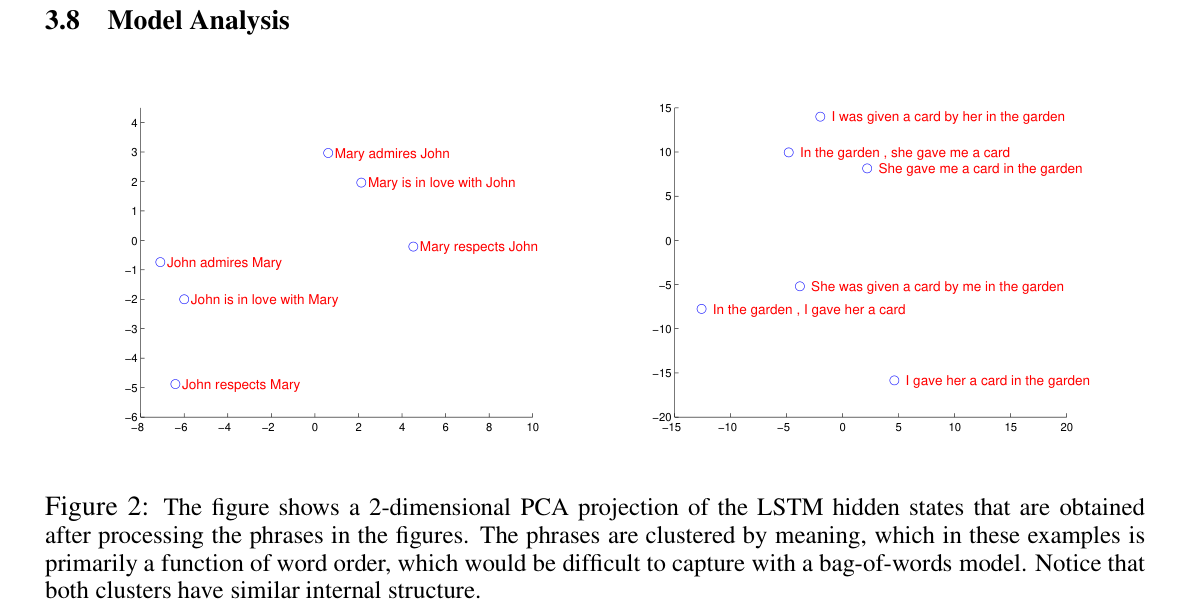 3.8 Model Analysis
4
3
2
1
0
−1
−2
−3
−4
−5
−6
−8
−6
−4
−2
0
2
4
6
8
10
Mary admires John
Mary is in love with John
Mary respects John
John admires Mary
John is in love with Mary
John respects Mary
15
10
5
0
−5
−10
−15
−20
−15
−10
−5
0
5
10
15
20
I was given a card by her in the garden
In the garden , she gave me a card
She gave me a card in the garden
She was given a card by me in the garden
In the garden , I gave her a card
I gave her a card in the garden
Figure 2: The figure shows a 2-dimensional PCA projection of the LSTM hidden states that are obtained
after processing the phrases in the figures. The phrases are clustered by meaning, which in these examples is
primarily a function of word order, which would be difficult to capture with a bag-of-words model. Notice that
both clusters have similar internal structure.